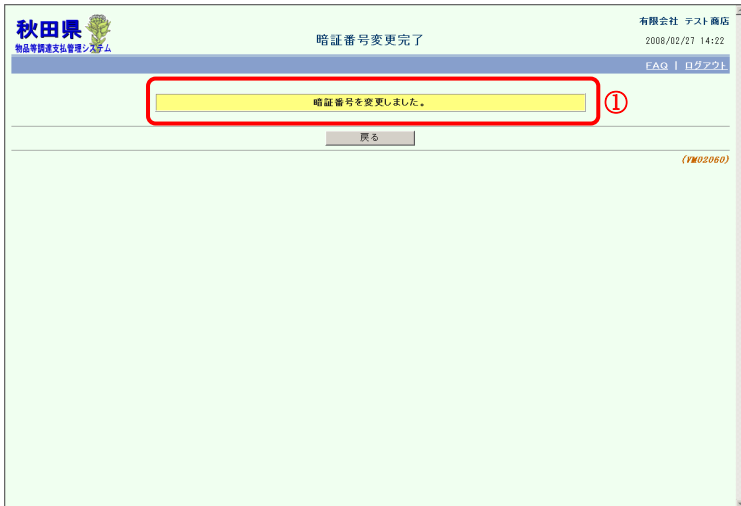 秋田県
物品等調達支払管理システム
暗証番号変更完了
有限会社 テスト商店
2008/02/27 14:22
FAQ | ログアウト
暗証番号を変更しました。
①
戻る
(VM02060)